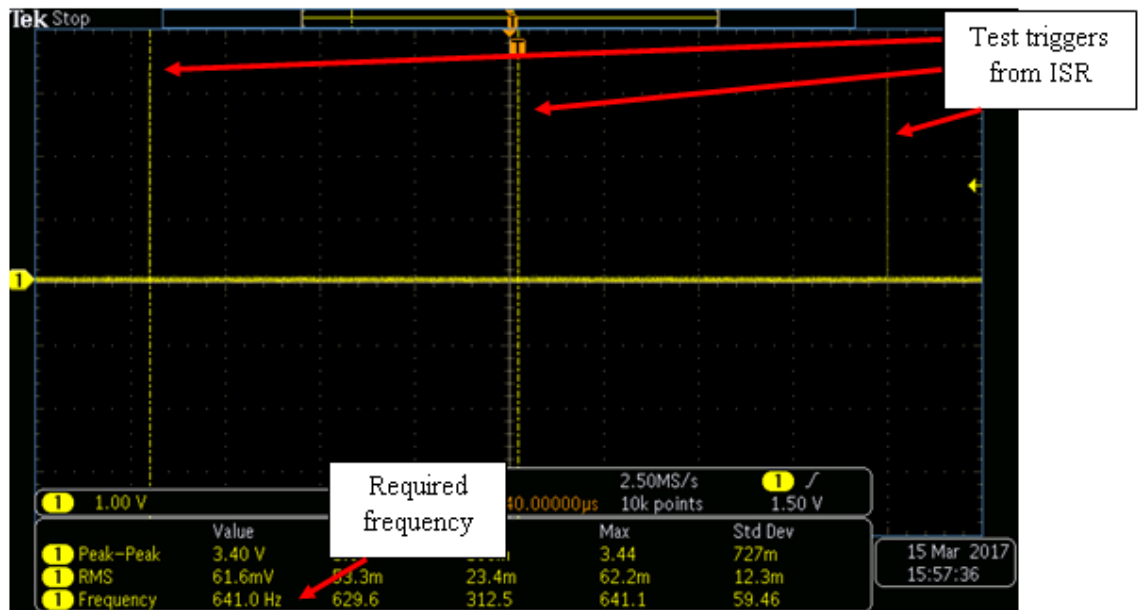 Tek Stop
T
T
Test triggers
from ISR
1
1 1.00 V
Required
frequency
40.00000µs
2.50MS/s
10k points
1 ∫
1.50 V
Value Max Std Dev
1 Peak-Peak 3.40 V 3.44 727m
1 RMS 61.6mV 53.3m 23.4m 62.2m 12.3m
1 Frequency 641.0 Hz 629.6 312.5 641.1 59.46
15 Mar 2017
15:57:36